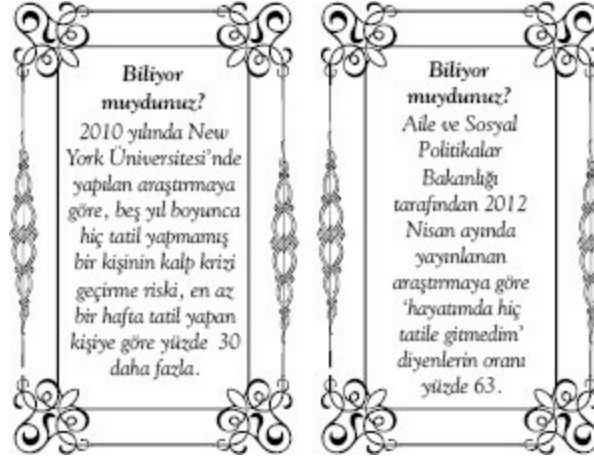 Biliyor
muydunuz?
2010 yılında New
York Üniversitesi'nde
yapılan araştırmaya
göre, beş yıl boyunca
hiç tatil yapmamış
bir kişinin kalp krizi
geçirme riski, en az
bir hafta tatil yapan
kişiye göre yüzde 30
daha fazla.
Biliyor
muydunuz?
Aile ve Sosyal
Politikalar
Bakanlığı
tarafından 2012
Nisan ayında
yayınlanan
araştırmaya göre
'hayatımda hiç
tatile gitmedim'
diyenlerin oranı
yüzde 63.